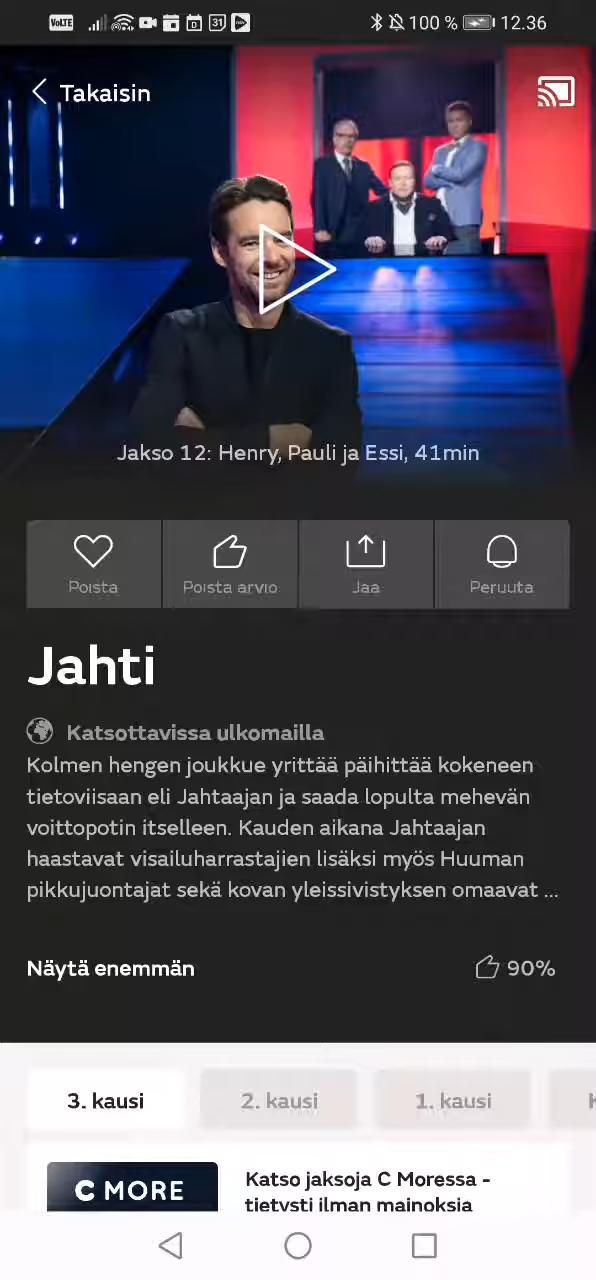 VoLTE 31 100 % 12.36
Takaisin
Jakso 12: Henry, Pauli ja Essi, 41min
Poista Poista arvio Jaa Peruuta
Jahti
Katsottavissa ulkomailla
Kolmen hengen joukkue yrittää päihittää kokeneen
tietoviisaan eli Jahtaajan ja saada lopulta mehevän
voittopotin itselleen. Kauden aikana Jahtaajan
haastavat visailuharrastajien lisäksi myös Huuman
pikkujuontajat sekä kovan yleissivistyksen omaavat ...
Näytä enemmän 90%
3. kausi 2. kausi 1. kausi K
C MORE
Katso jaksoja C Moressa -
tietysti ilman mainoksia